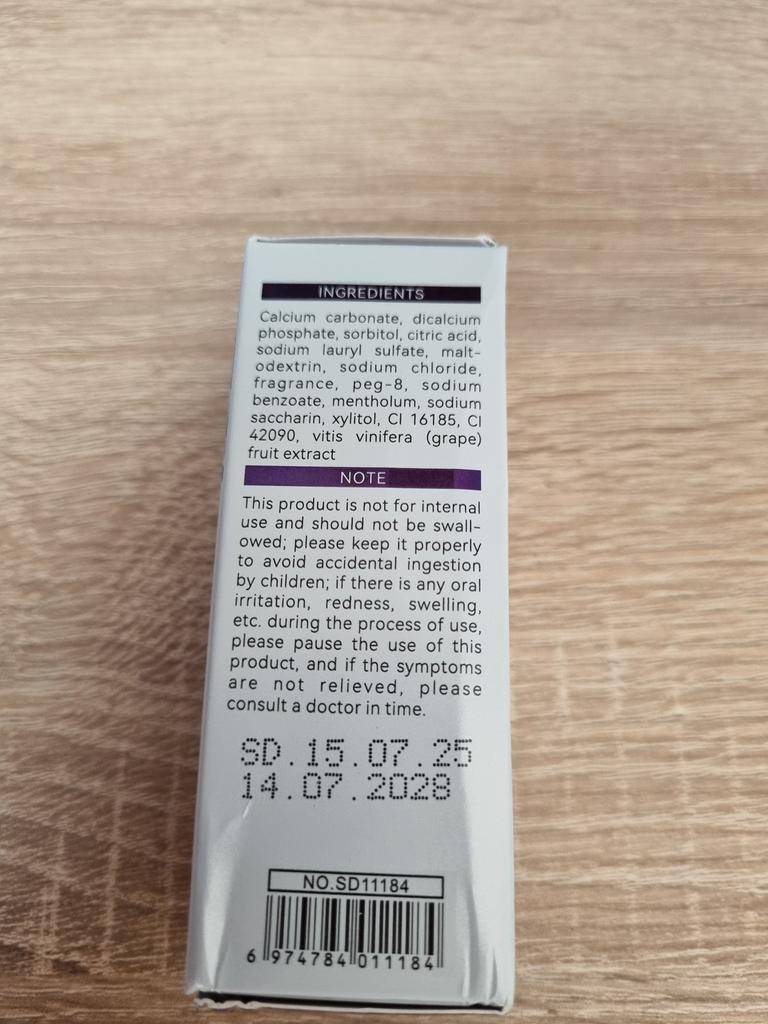 INGREDIENTS
Calcium carbonate, dicalcium
phosphate, sorbitol, citric acid,
sodium lauryl sulfate, malt-
odextrin, sodium chloride,
fragrance, peg-8, sodium
benzoate, mentholum, sodium
saccharin, xylitol, CI 16185, CI
42090, vitis vinifera (grape)
fruit extract
NOTE
This product is not for internal
use and should not be swall-
owed; please keep it properly
to avoid accidental ingestion
by children; if there is any oral
irritation, redness, swelling,
etc. during the process of use,
please pause the use of this
product, and if the symptoms
are not relieved, please
consult a doctor in time.
SD.15.07.25
14.07.2028
NO.SD11184
6 974784 011184